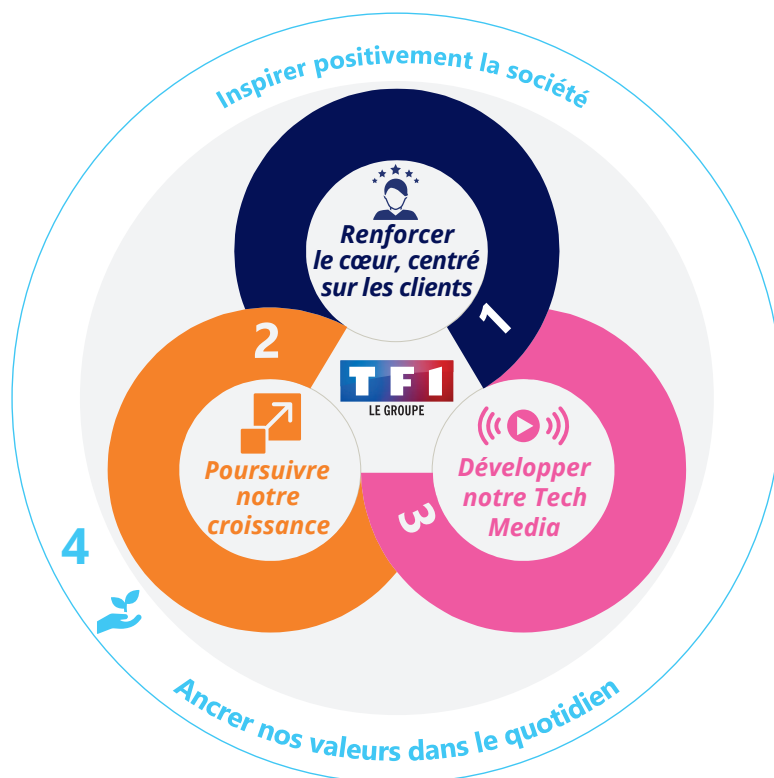 Inspirer positivement la société
Renforcer
le cœur, centré
sur les clients
1
2
TF1
LE GROUPE
Poursuivre
notre
croissance
Développer
notre Tech
Media
3
4
Ancrer nos valeurs dans le quotidien